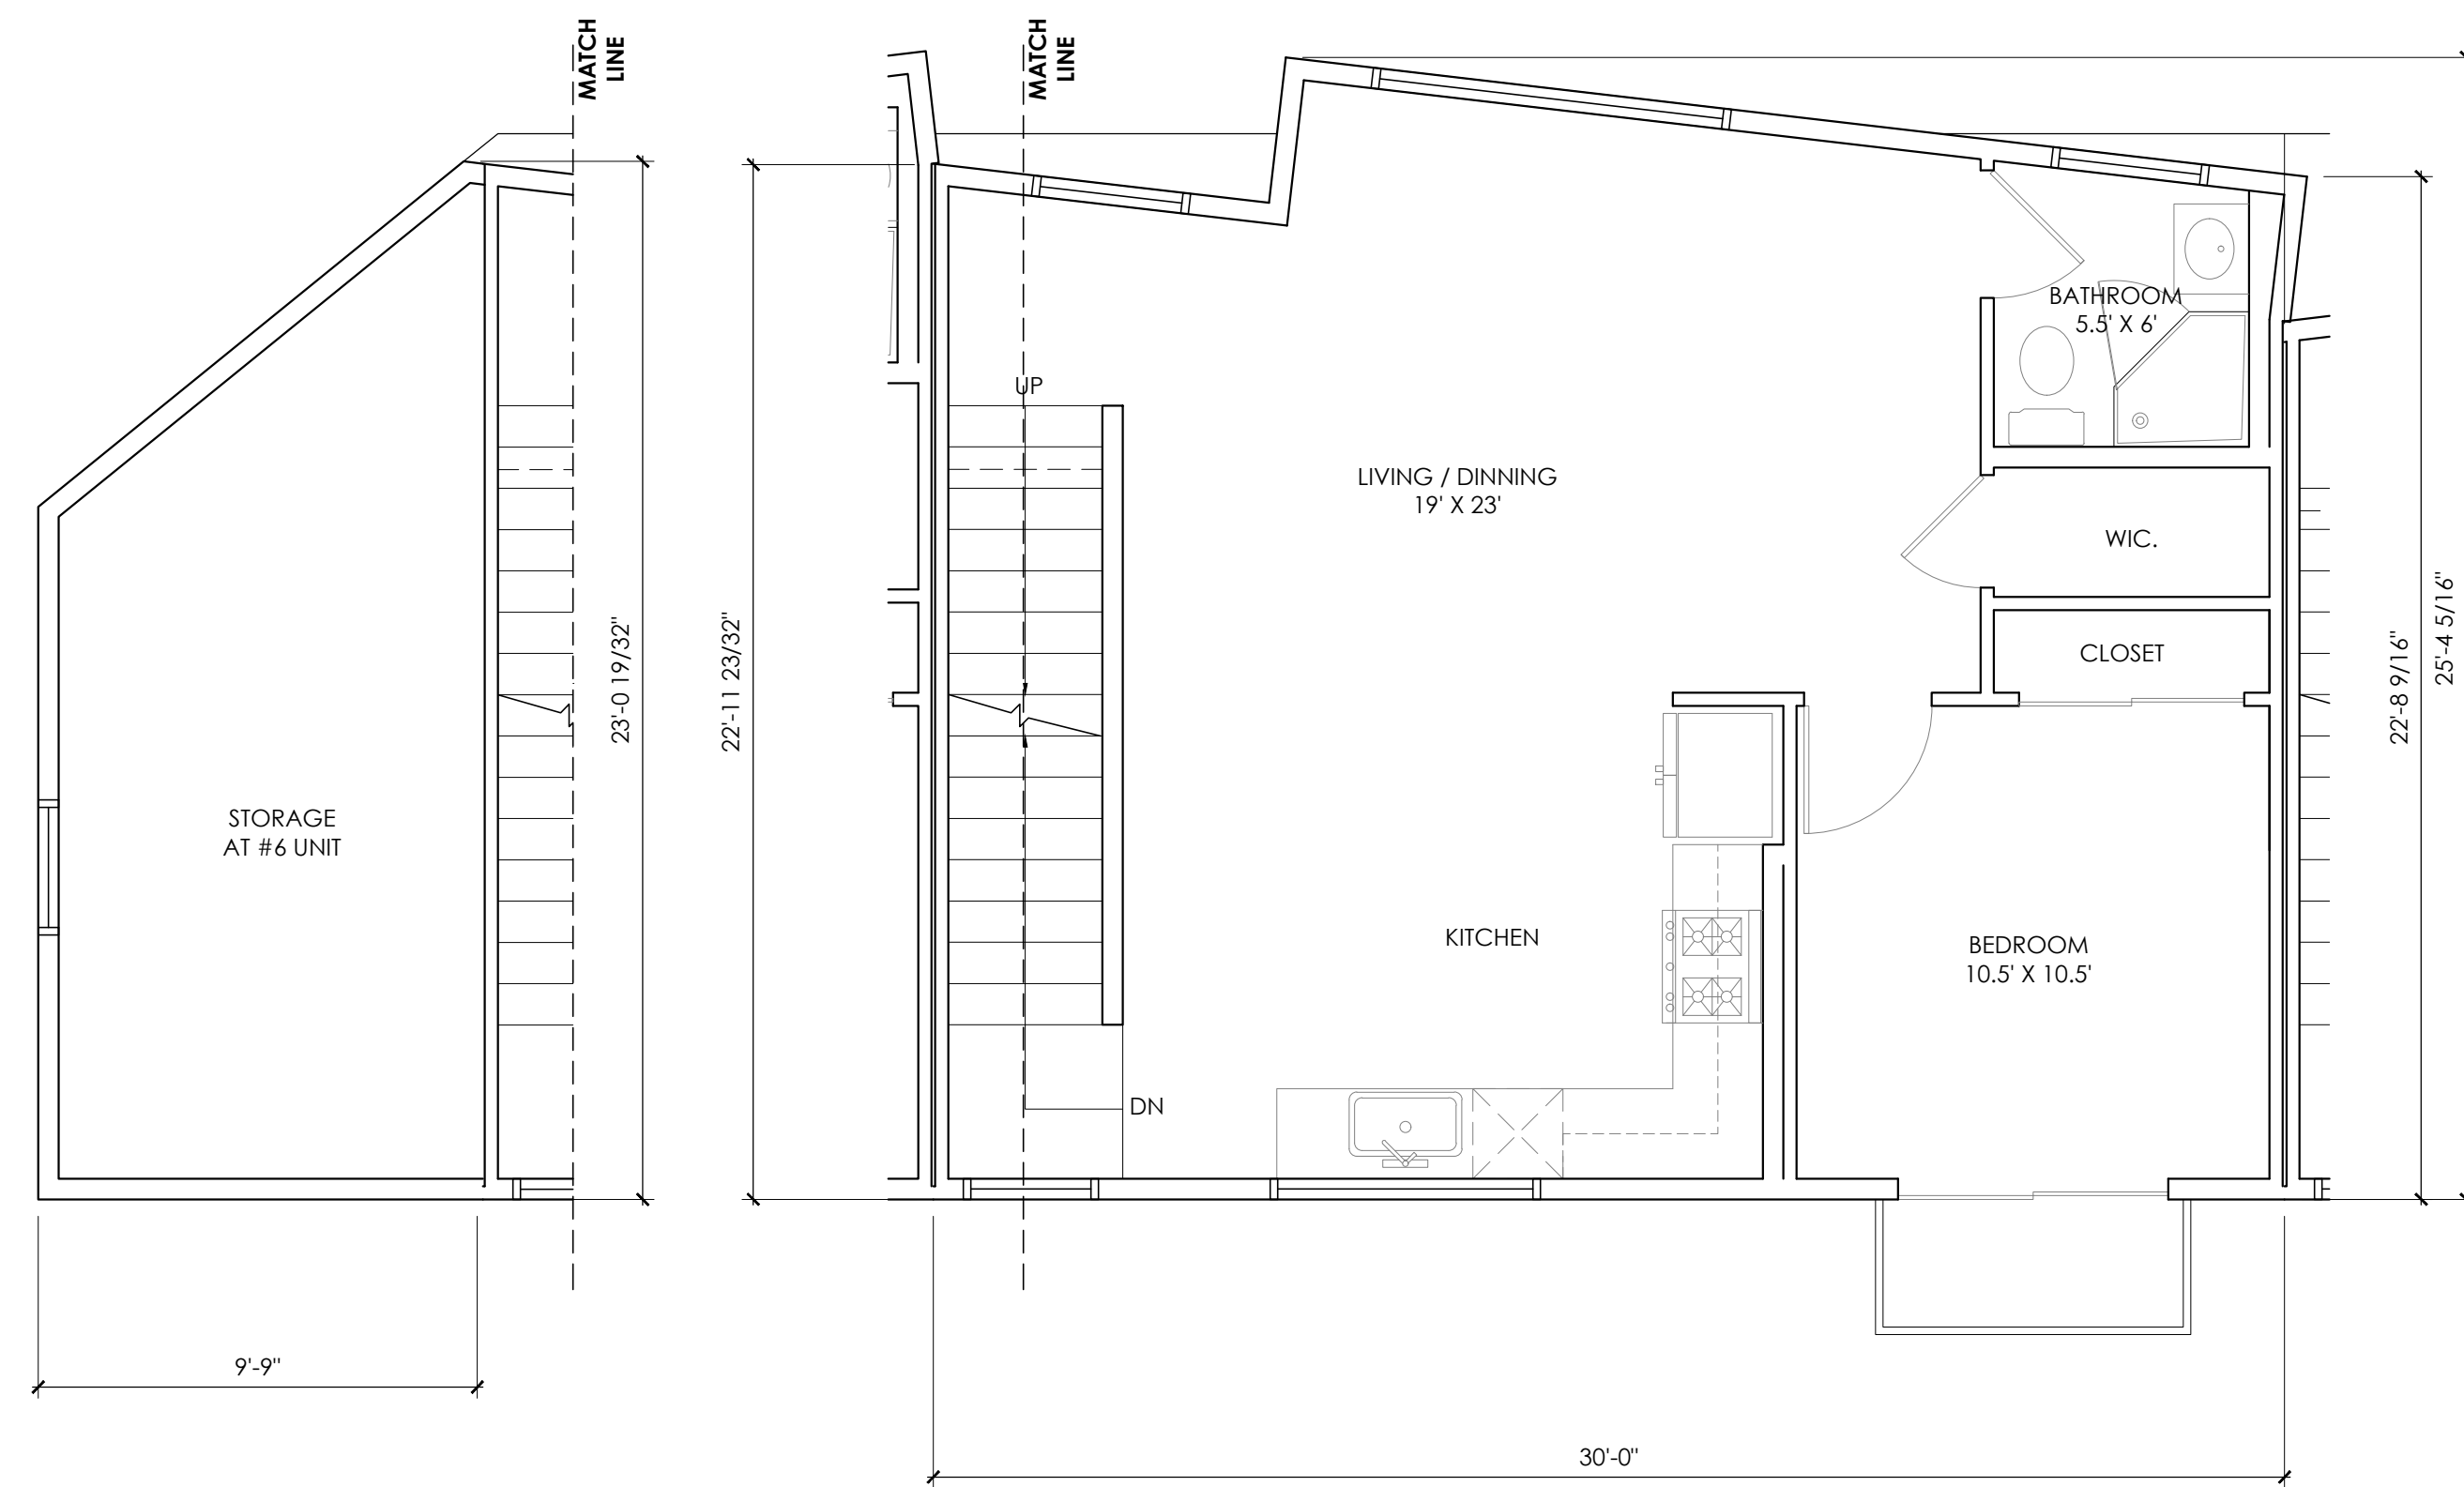 MATCH
LINE
MATCH
LINE
UP
BATHROOM
5.5' X 6'
LIVING / DINNING
19' X 23'
WIC.
CLOSET
23'-0 19/32"
22'-11 23/32"
22'-8 9/16"
25'-4 5/16"
STORAGE
AT #6 UNIT
KITCHEN
BEDROOM
10.5' X 10.5'
DN
9'-9"
30'-0"